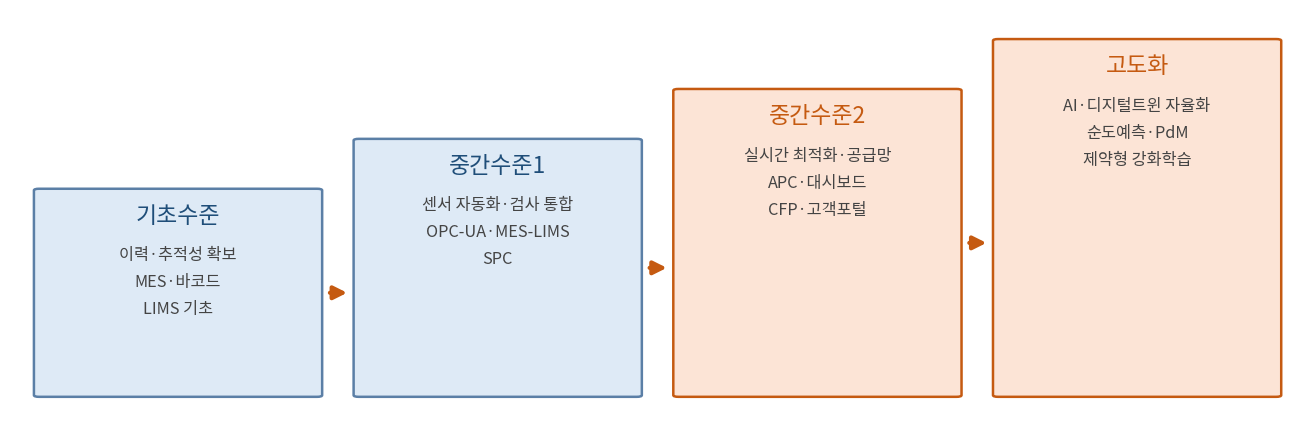 기초수준
이력·추적성 확보
MES·바코드
LIMS 기초
중간수준1
센서 자동화·검사 통합
OPC-UA·MES-LIMS
SPC
중간수준2
실시간 최적화·공급망
APC·대시보드
CFP·고객포털
고도화
AI·디지털트윈 자율화
순도예측·PdM
제약형 강화학습